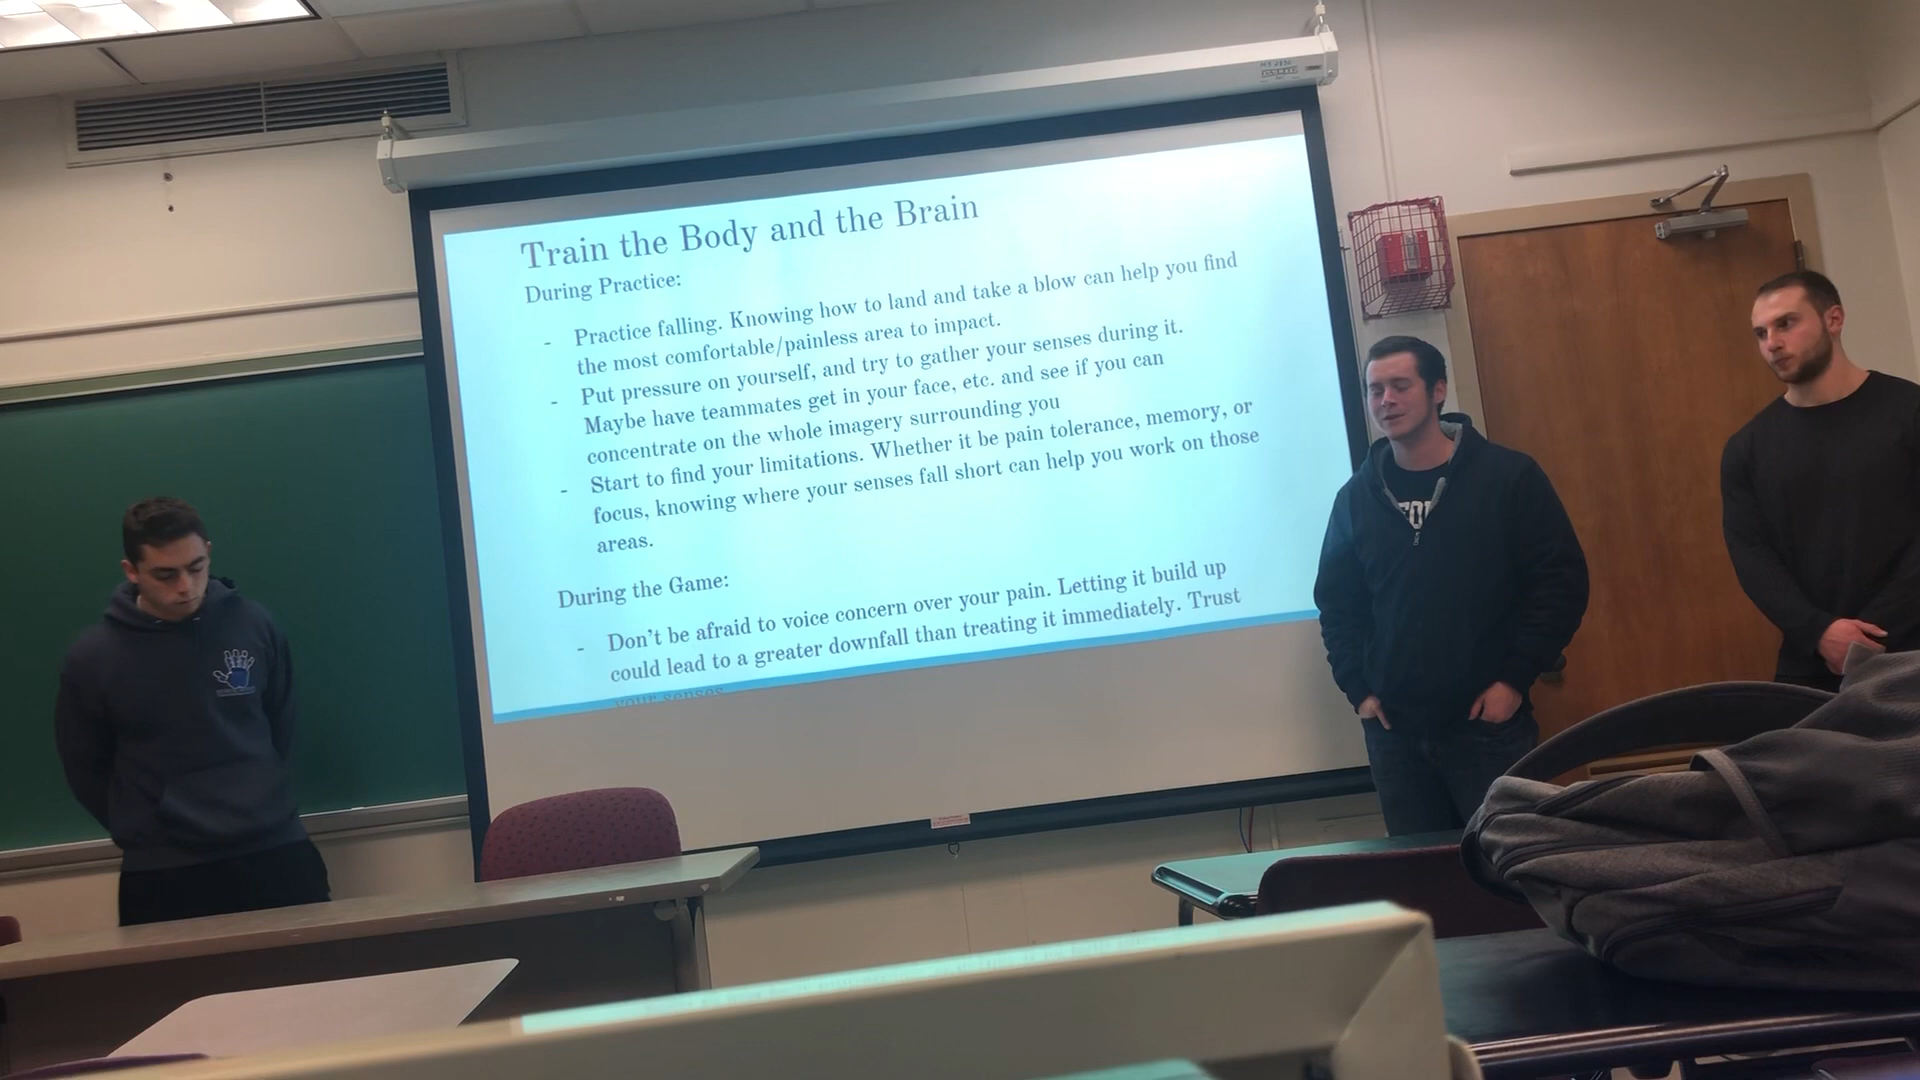 Train the Body and the Brain
During Practice:
- Practice falling. Knowing how to land and take a blow can help you find
the most comfortable/painless area to impact.
- Put pressure on yourself, and try to gather your senses during it.
Maybe have teammates get in your face, etc. and see if you can
concentrate on the whole imagery surrounding you
- Start to find your limitations. Whether it be pain tolerance, memory, or
focus, knowing where your senses fall short can help you work on those
areas.
During the Game:
- Don't be afraid to voice concern over your pain. Letting it build up
could lead to a greater downfall than treating it immediately. Trust
your senses